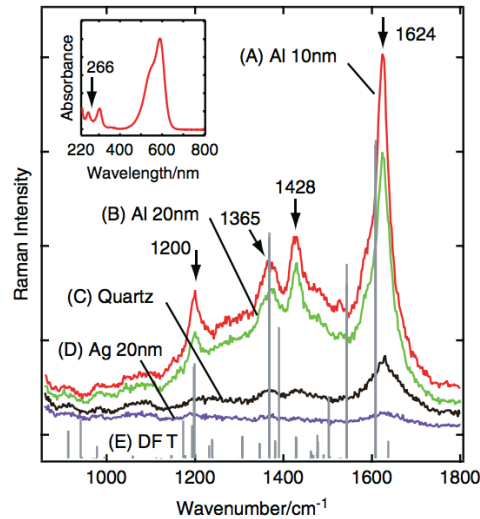 1624
(A) Al 10nm
Absorbance
266
220 400 600 800
Wavelength/nm
(B) Al 20nm
1428
1365
1200
(C) Quartz
(D) Ag 20nm
(E) DF T
Raman Intensity
1000 1200 1400 1600 1800
Wavenumber/cm-1